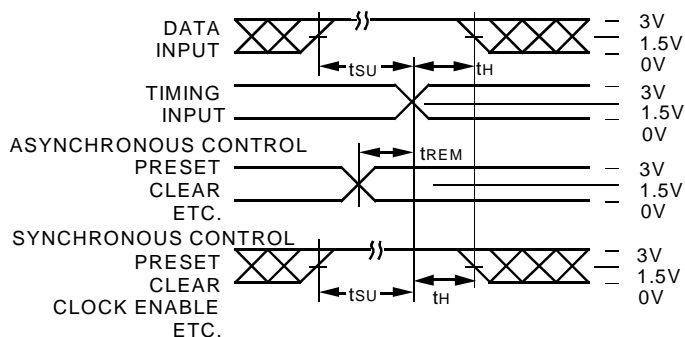 DATA
INPUT
3V
1.5V
0V
tSU
tH
TIMING
INPUT
3V
1.5V
0V
ASYNCHRONOUS CONTROL
PRESET
CLEAR
ETC.
tREM
3V
1.5V
0V
SYNCHRONOUS CONTROL
PRESET
CLEAR
CLOCK ENABLE
ETC.
tSU
tH
3V
1.5V
0V